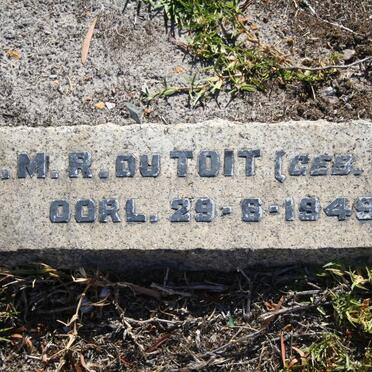 .M.R. DU TOIT (GEB.
OORL. 29-6-1949